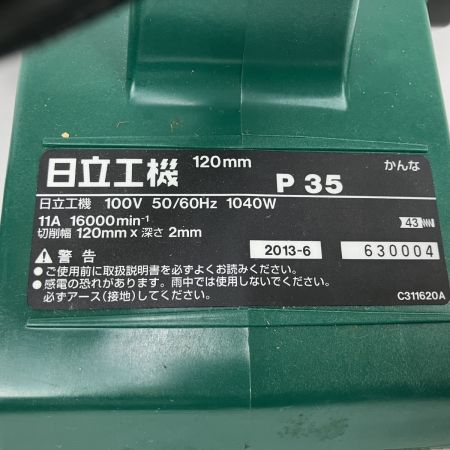 日立工機 120mm P 35 かんな
日立工機 100V 50/60Hz 1040W
11A 16000min⁻¹ 43
切削幅 120mm x 深さ 2mm
2013-6 630004
警告
●ご使用前に取扱説明書を必ずよくお読みください。
●感電の恐れがあります。雨中では使用しないでください。
必ずアース(接地)してください。
C311620A